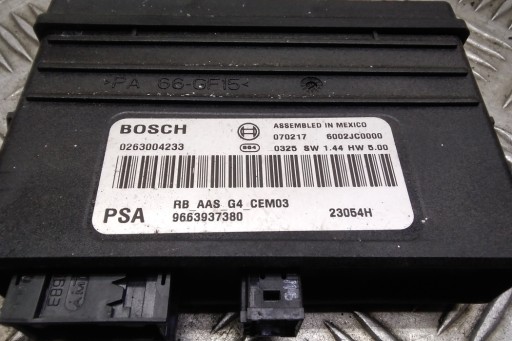 >PA 66-GF15<
BOSCH
ASSEMBLED IN MEXICO
070217 6002JC0000
0263004233
0325 SW 1.44 HW 5.00
RB_AAS_G4_CEM03
PSA
9663937380
23054H